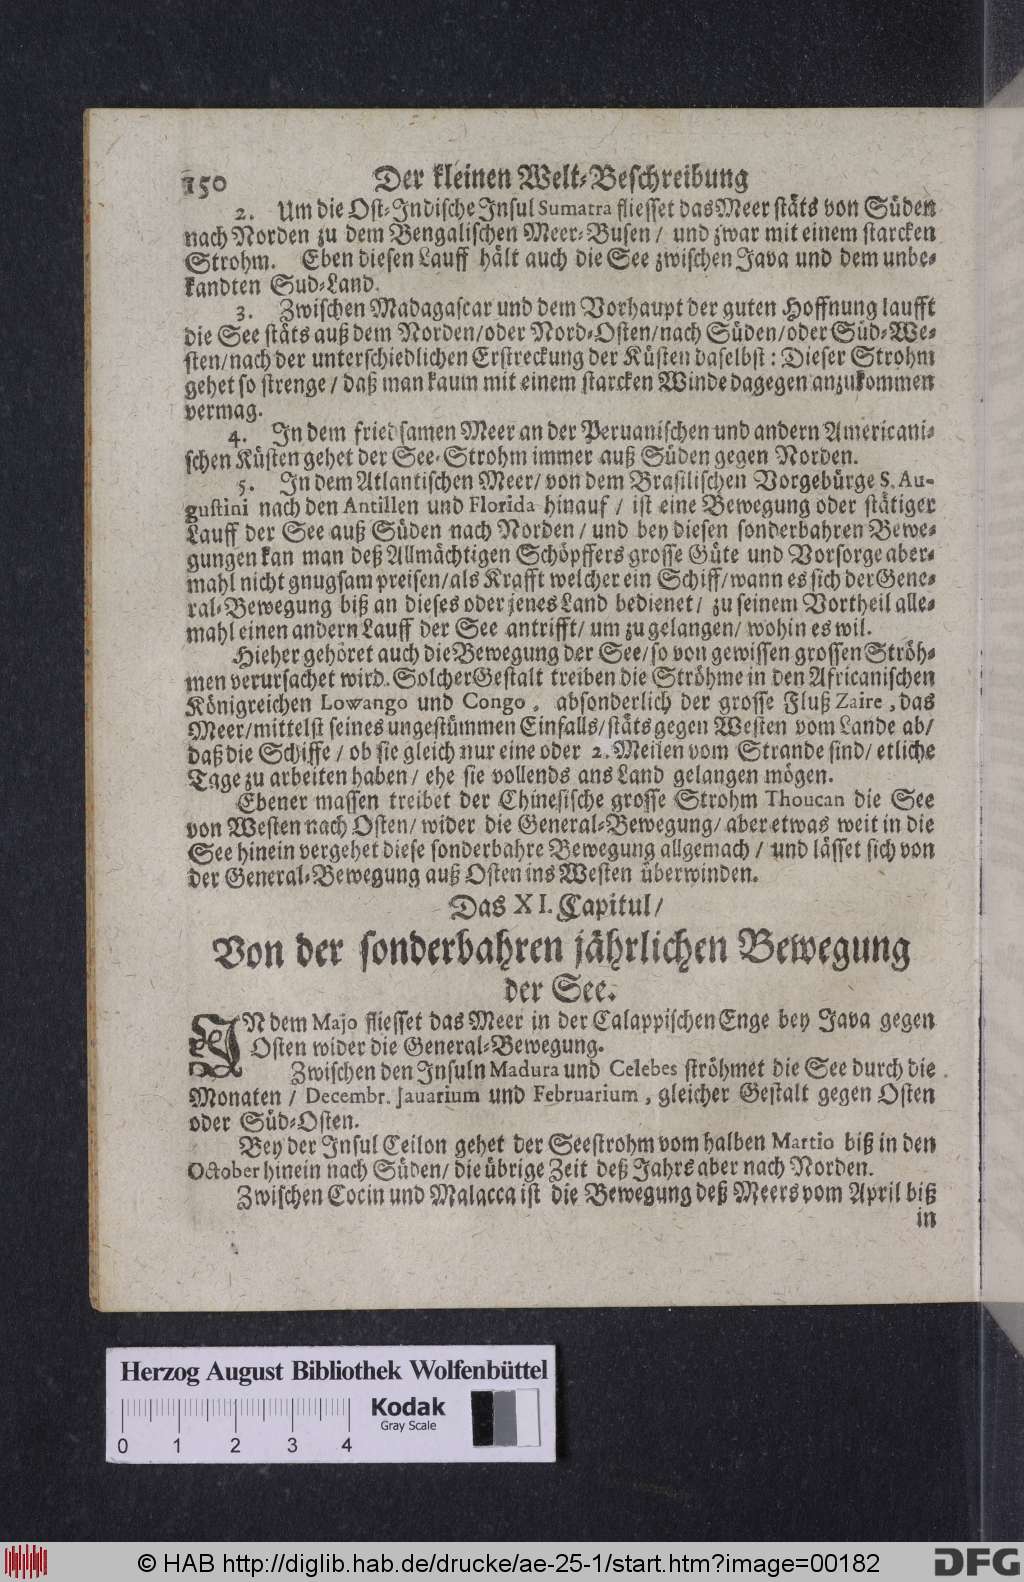 150 Der kleinen Welt-Beschreibung
2. Um die Ost-Indische Insul Sumatra fliesset das Meer stäts von Süden
nach Norden zu dem Bengalischen Meer-Busen / und zwar mit einem starcken
Strohm. Eben diesen Lauff hält auch die See zwischen Java und dem unbe-
kandten Sud-Land.
3. Zwischen Madagascar und dem Vorhaupt der guten Hoffnung laufft
die See stäts auß dem Norden/oder Nord-Osten/nach Süden/oder Süd-We-
sten/nach der unterschiedlichen Erstreckung der Küsten daselbst: Dieser Strohm
gehet so strenge / daß man kaum mit einem starcken Winde dagegen anzukommen
vermag.
4. In dem friedsamen Meer an der Peruanischen und andern Americani-
schen Küsten gehet der See-Strohm immer auß Süden gegen Norden.
5. In dem Atlantischen Meer/ von dem Brasilischen Vorgebürge S. Au-
gustini nach den Antillen und Florida hinauf / ist eine Bewegung oder stätiger
Lauff der See auß Süden nach Norden / und bey diesen sonderbahren Bewe-
gungen kan man deß Allmächtigen Schöpffers grosse Güte und Vorsorge aber-
mahl nicht gnugsam preisen/als Krafft welcher ein Schiff/wann es sich der Gene-
ral-Bewegung biß an dieses oder jenes Land bedienet/ zu seinem Vortheil alle-
mahl einen andern Lauff der See antrifft/ um zu gelangen/ wohin es wil.
Hieher gehöret auch die Bewegung der See/so von gewissen grossen Ströh-
men verursachet wird. Solcher Gestalt treiben die Ströhme in den Africanischen
Königreichen Lowango und Congo, absonderlich der grosse Fluß Zaire, das
Meer/mittelst seines ungestümmen Einfalls/stäts gegen Westen vom Lande ab/
daß die Schiffe / ob sie gleich nur eine oder 2. Meilen vom Strande sind/ etliche
Tage zu arbeiten haben / ehe sie vollends ans Land gelangen mögen.
Ebener massen treibet der Chinesische grosse Strohm Thoucan die See
von Westen nach Osten/ wider die General-Bewegung/ aber etwas weit in die
See hinein vergehet diese sonderbahre Bewegung allgemach / und lässet sich von
der General-Bewegung auß Osten ins Westen überwinden.
Das XI. Capitul/
Von der sonderbahren jährlichen Bewegung
der See.
IN dem Majo fliesset das Meer in der Calappischen Enge bey Java gegen
Osten wider die General-Bewegung.
Zwischen den Insuln Madura und Celebes ströhmet die See durch die
Monaten / Decembr. Jauarium und Februarium, gleicher Gestalt gegen Osten
oder Süd-Osten.
Bey der Insul Ceilon gehet der Seestrohm vom halben Martio biß in den
October hinein nach Süden/ die übrige Zeit deß Jahrs aber nach Norden.
Zwischen Cocin und Malacca ist die Bewegung deß Meers vom April biß
in
Herzog August Bibliothek Wolfenbüttel
Kodak
Gray Scale
0 1 2 3 4
© HAB http://diglib.hab.de/drucke/ae-25-1/start.htm?image=00182
DFG